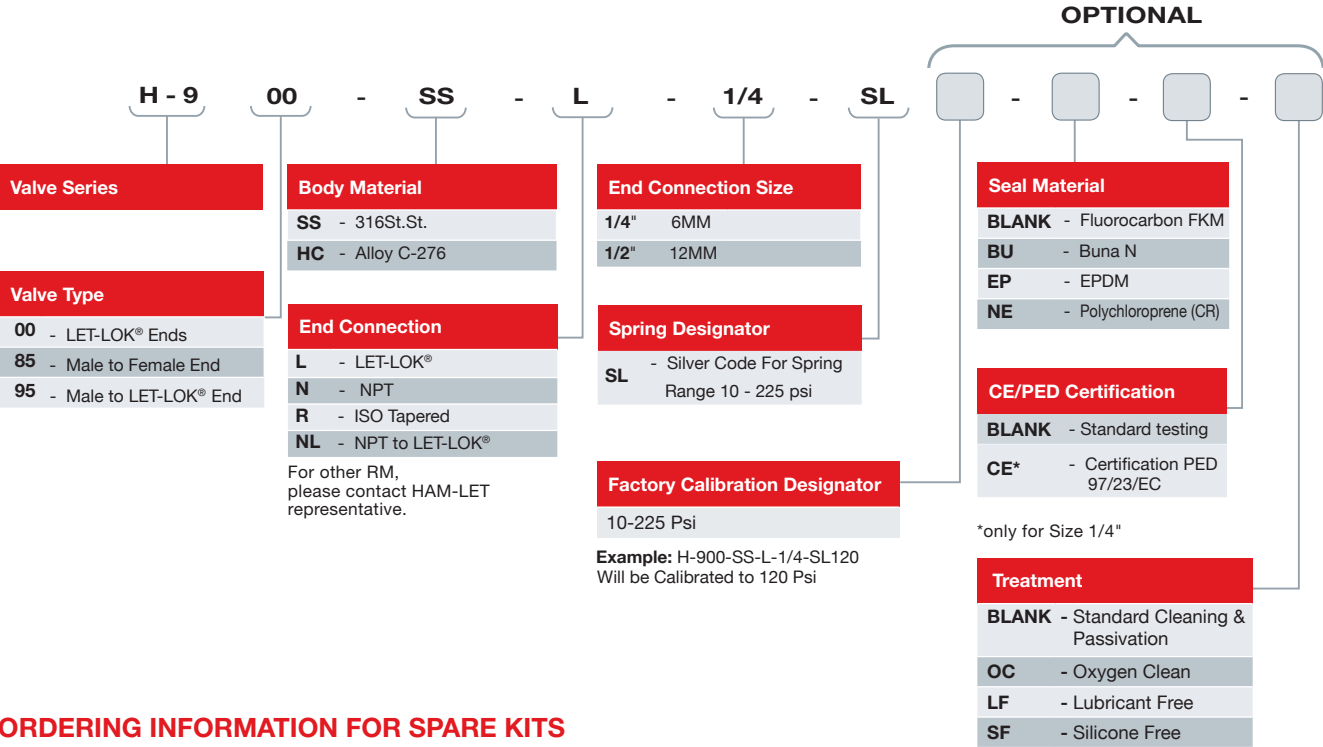 OPTIONAL
H - 9 00 - SS - L - 1/4 - SL - - -
Valve Series
Valve Type
00 - LET-LOK® Ends
85 - Male to Female End
95 - Male to LET-LOK® End
Body Material
SS - 316St.St.
HC - Alloy C-276
End Connection
L - LET-LOK®
N - NPT
R - ISO Tapered
NL - NPT to LET-LOK®
For other RM,
please contact HAM-LET
representative.
End Connection Size
1/4" 6MM
1/2" 12MM
Spring Designator
SL - Silver Code For Spring
Range 10 - 225 psi
Factory Calibration Designator
10-225 Psi
Example: H-900-SS-L-1/4-SL120
Will be Calibrated to 120 Psi
Seal Material
BLANK - Fluorocarbon FKM
BU - Buna N
EP - EPDM
NE - Polychloroprene (CR)
CE/PED Certification
BLANK - Standard testing
CE* - Certification PED
97/23/EC
*only for Size 1/4"
Treatment
BLANK - Standard Cleaning &
Passivation
OC - Oxygen Clean
LF - Lubricant Free
SF - Silicone Free
ORDERING INFORMATION FOR SPARE KITS